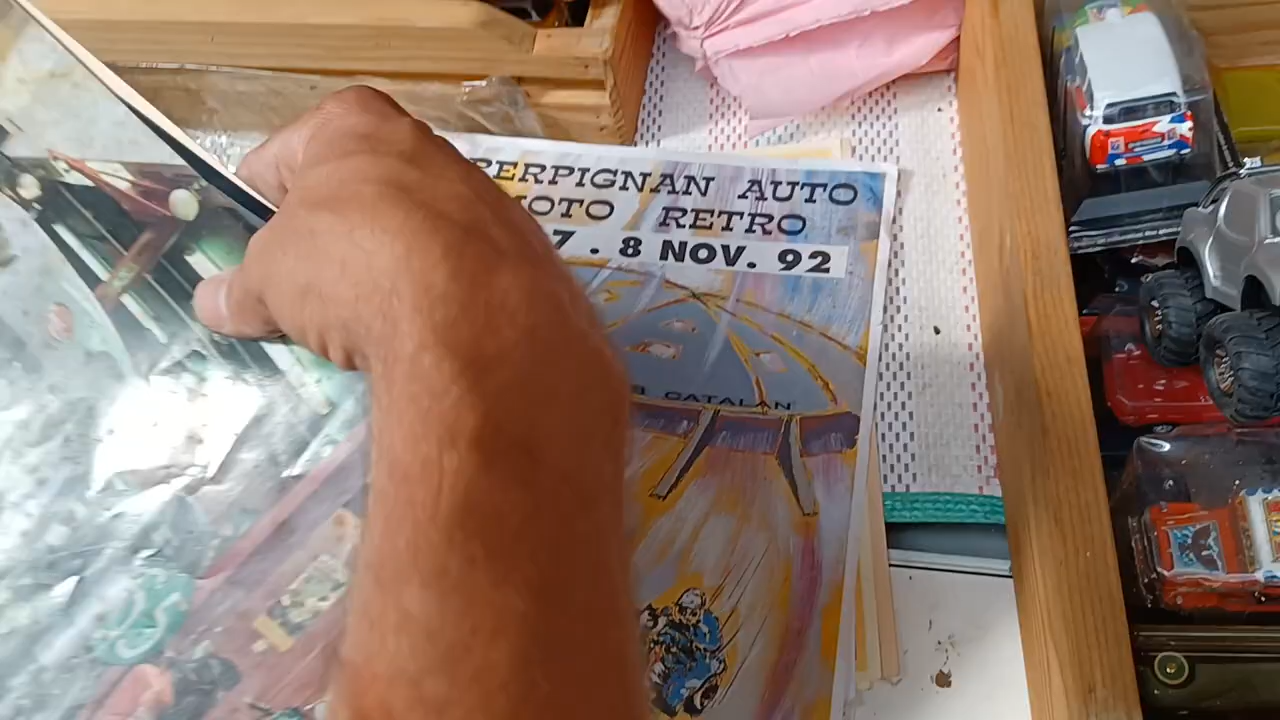 PERPIGNAN AUTO
MOTO RETRO
7. 8 NOV. 92
CATALAN